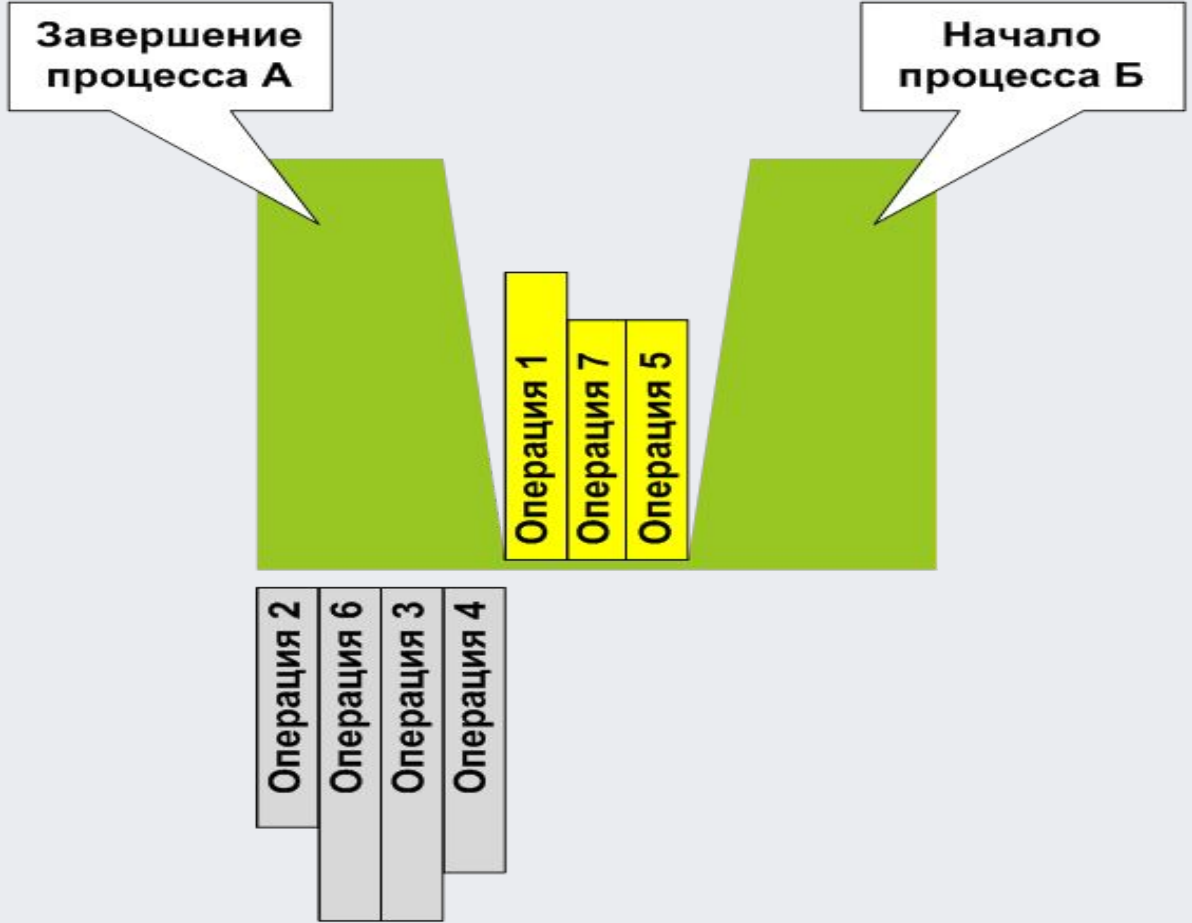 Завершение
процесса А
Начало
процесса Б
Операция 1
Операция 7
Операция 5
Операция 2
Операция 6
Операция 3
Операция 4